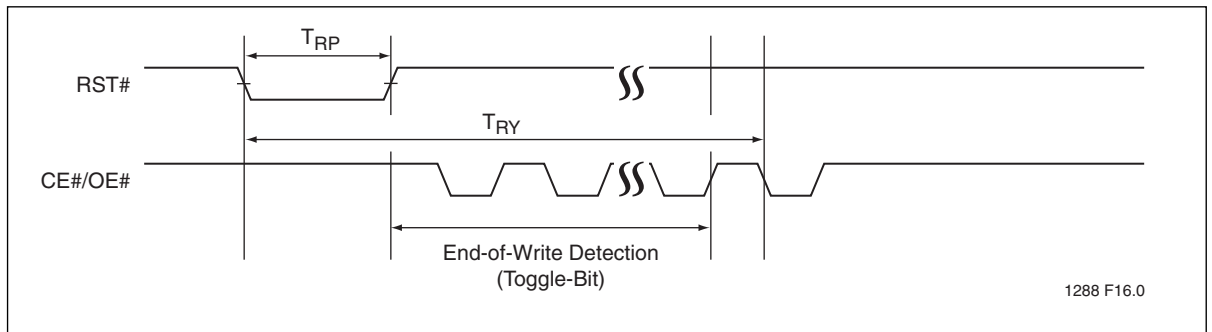 TRP
RST#
TRY
CE#/OE#
End-of-Write Detection
(Toggle-Bit)
1288 F16.0